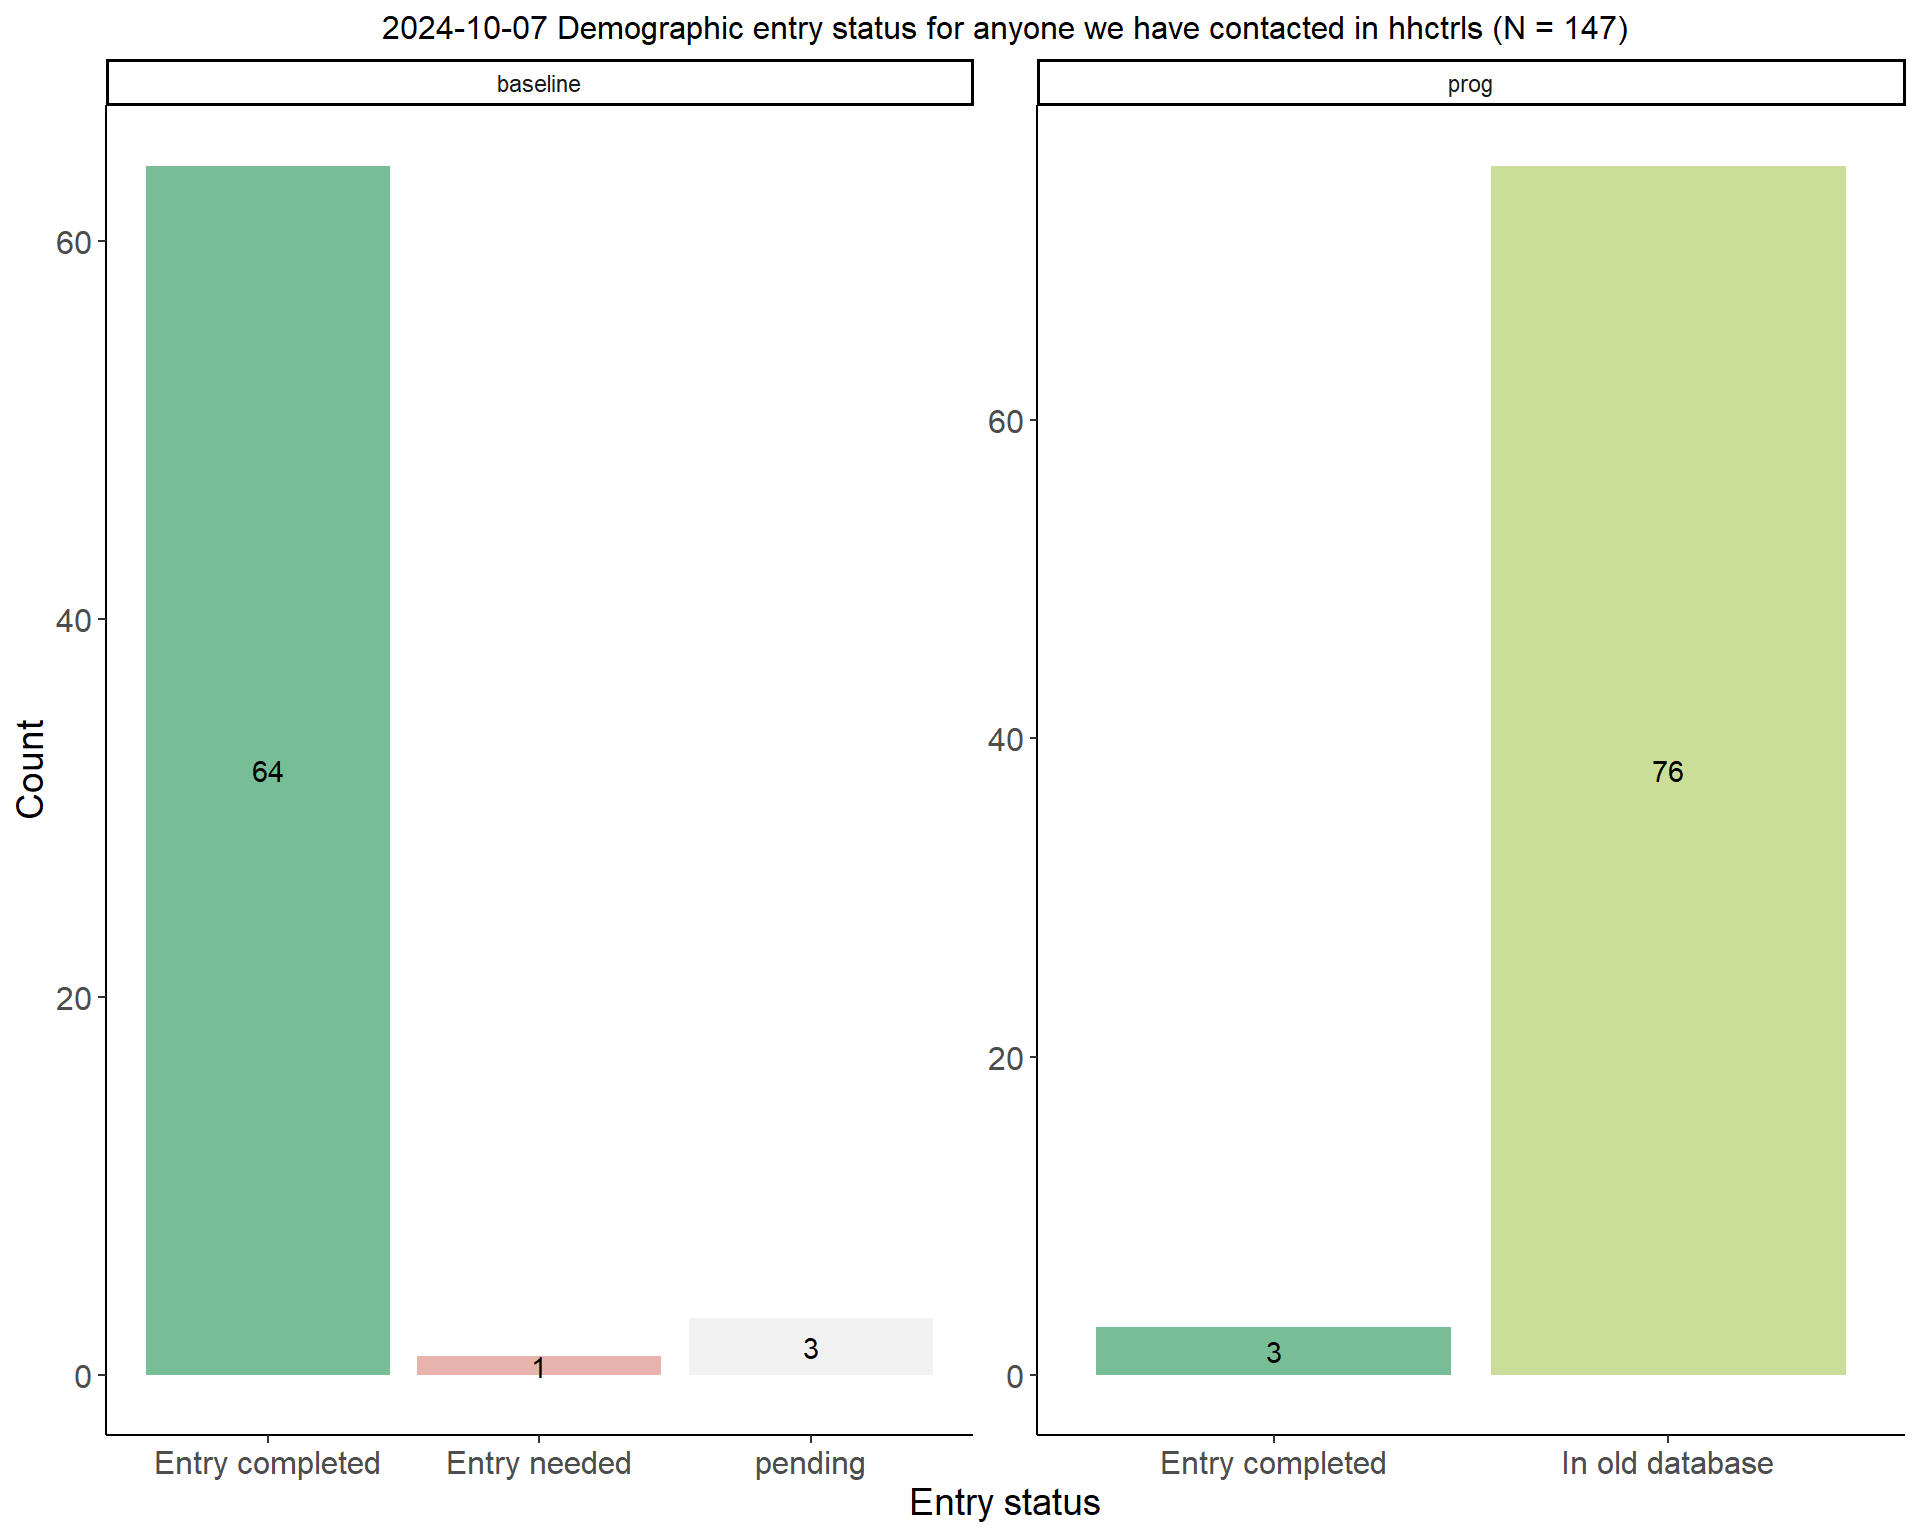 2024-10-07 Demographic entry status for anyone we have contacted in hhctrls (N = 147)
baseline
prog
Count
60
40
20
0
64
1
3
Entry completed
Entry needed
pending
60
40
20
0
3
76
Entry completed
In old database
Entry status